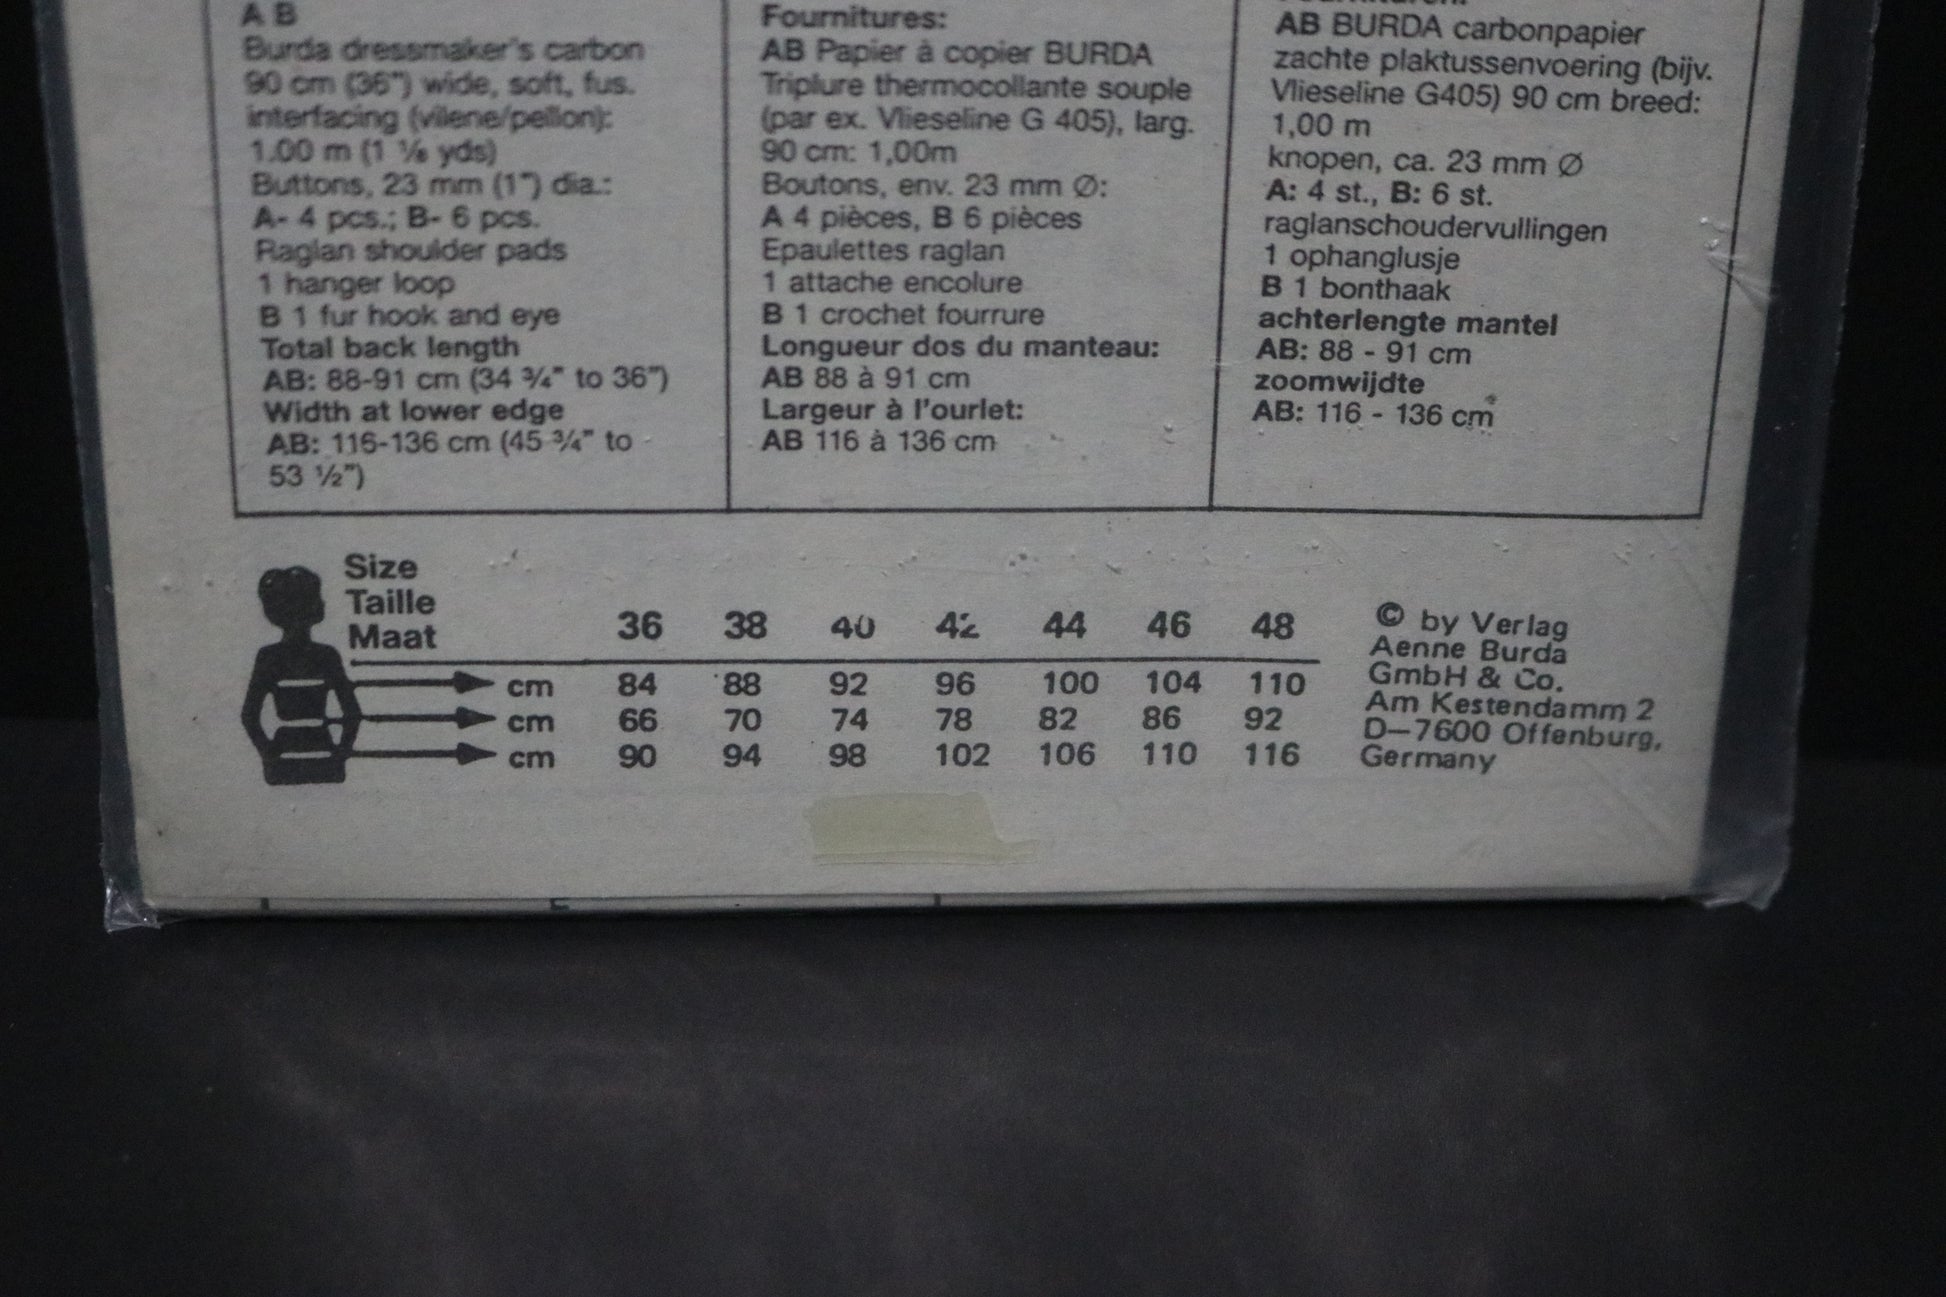 A B
Burda dressmaker's carbon
90 cm (36") wide, soft, fus.
interfacing (vilene/pellon):
1.00 m (1 ⅛ yds)
Buttons, 23 mm (1") dia.:
A- 4 pcs.; B- 6 pcs.
Raglan shoulder pads
1 hanger loop
B 1 fur hook and eye
Total back length
AB: 88-91 cm (34 ¾" to 36")
Width at lower edge
AB: 116-136 cm (45 ¾" to
53 ½")
Fournitures:
AB Papier à copier BURDA
Triplure thermocollante souple
(par ex. Vlieseline G 405), larg.
90 cm: 1,00m
Boutons, env. 23 mm Ø:
A 4 pièces, B 6 pièces
Epaulettes raglan
1 attache encolure
B 1 crochet fourrure
Longueur dos du manteau:
AB 88 à 91 cm
Largeur à l'ourlet:
AB 116 à 136 cm
AB BURDA carbonpapier
zachte plaktussenvoering (bijv.
Vlieseline G405) 90 cm breed:
1,00 m
knopen, ca. 23 mm Ø
A: 4 st., B: 6 st.
raglanschoudervullingen
1 ophanglusje
B 1 bonthaak
achterlengte mantel
AB: 88 - 91 cm
zoomwijdte
AB: 116 - 136 cm
Size
Taille
Maat 36 38 40 42 44 46 48
cm 84 88 92 96 100 104 110
cm 66 70 74 78 82 86 92
cm 90 94 98 102 106 110 116
© by Verlag
Aenne Burda
GmbH & Co.
Am Kestendamm 2
D–7600 Offenburg,
Germany